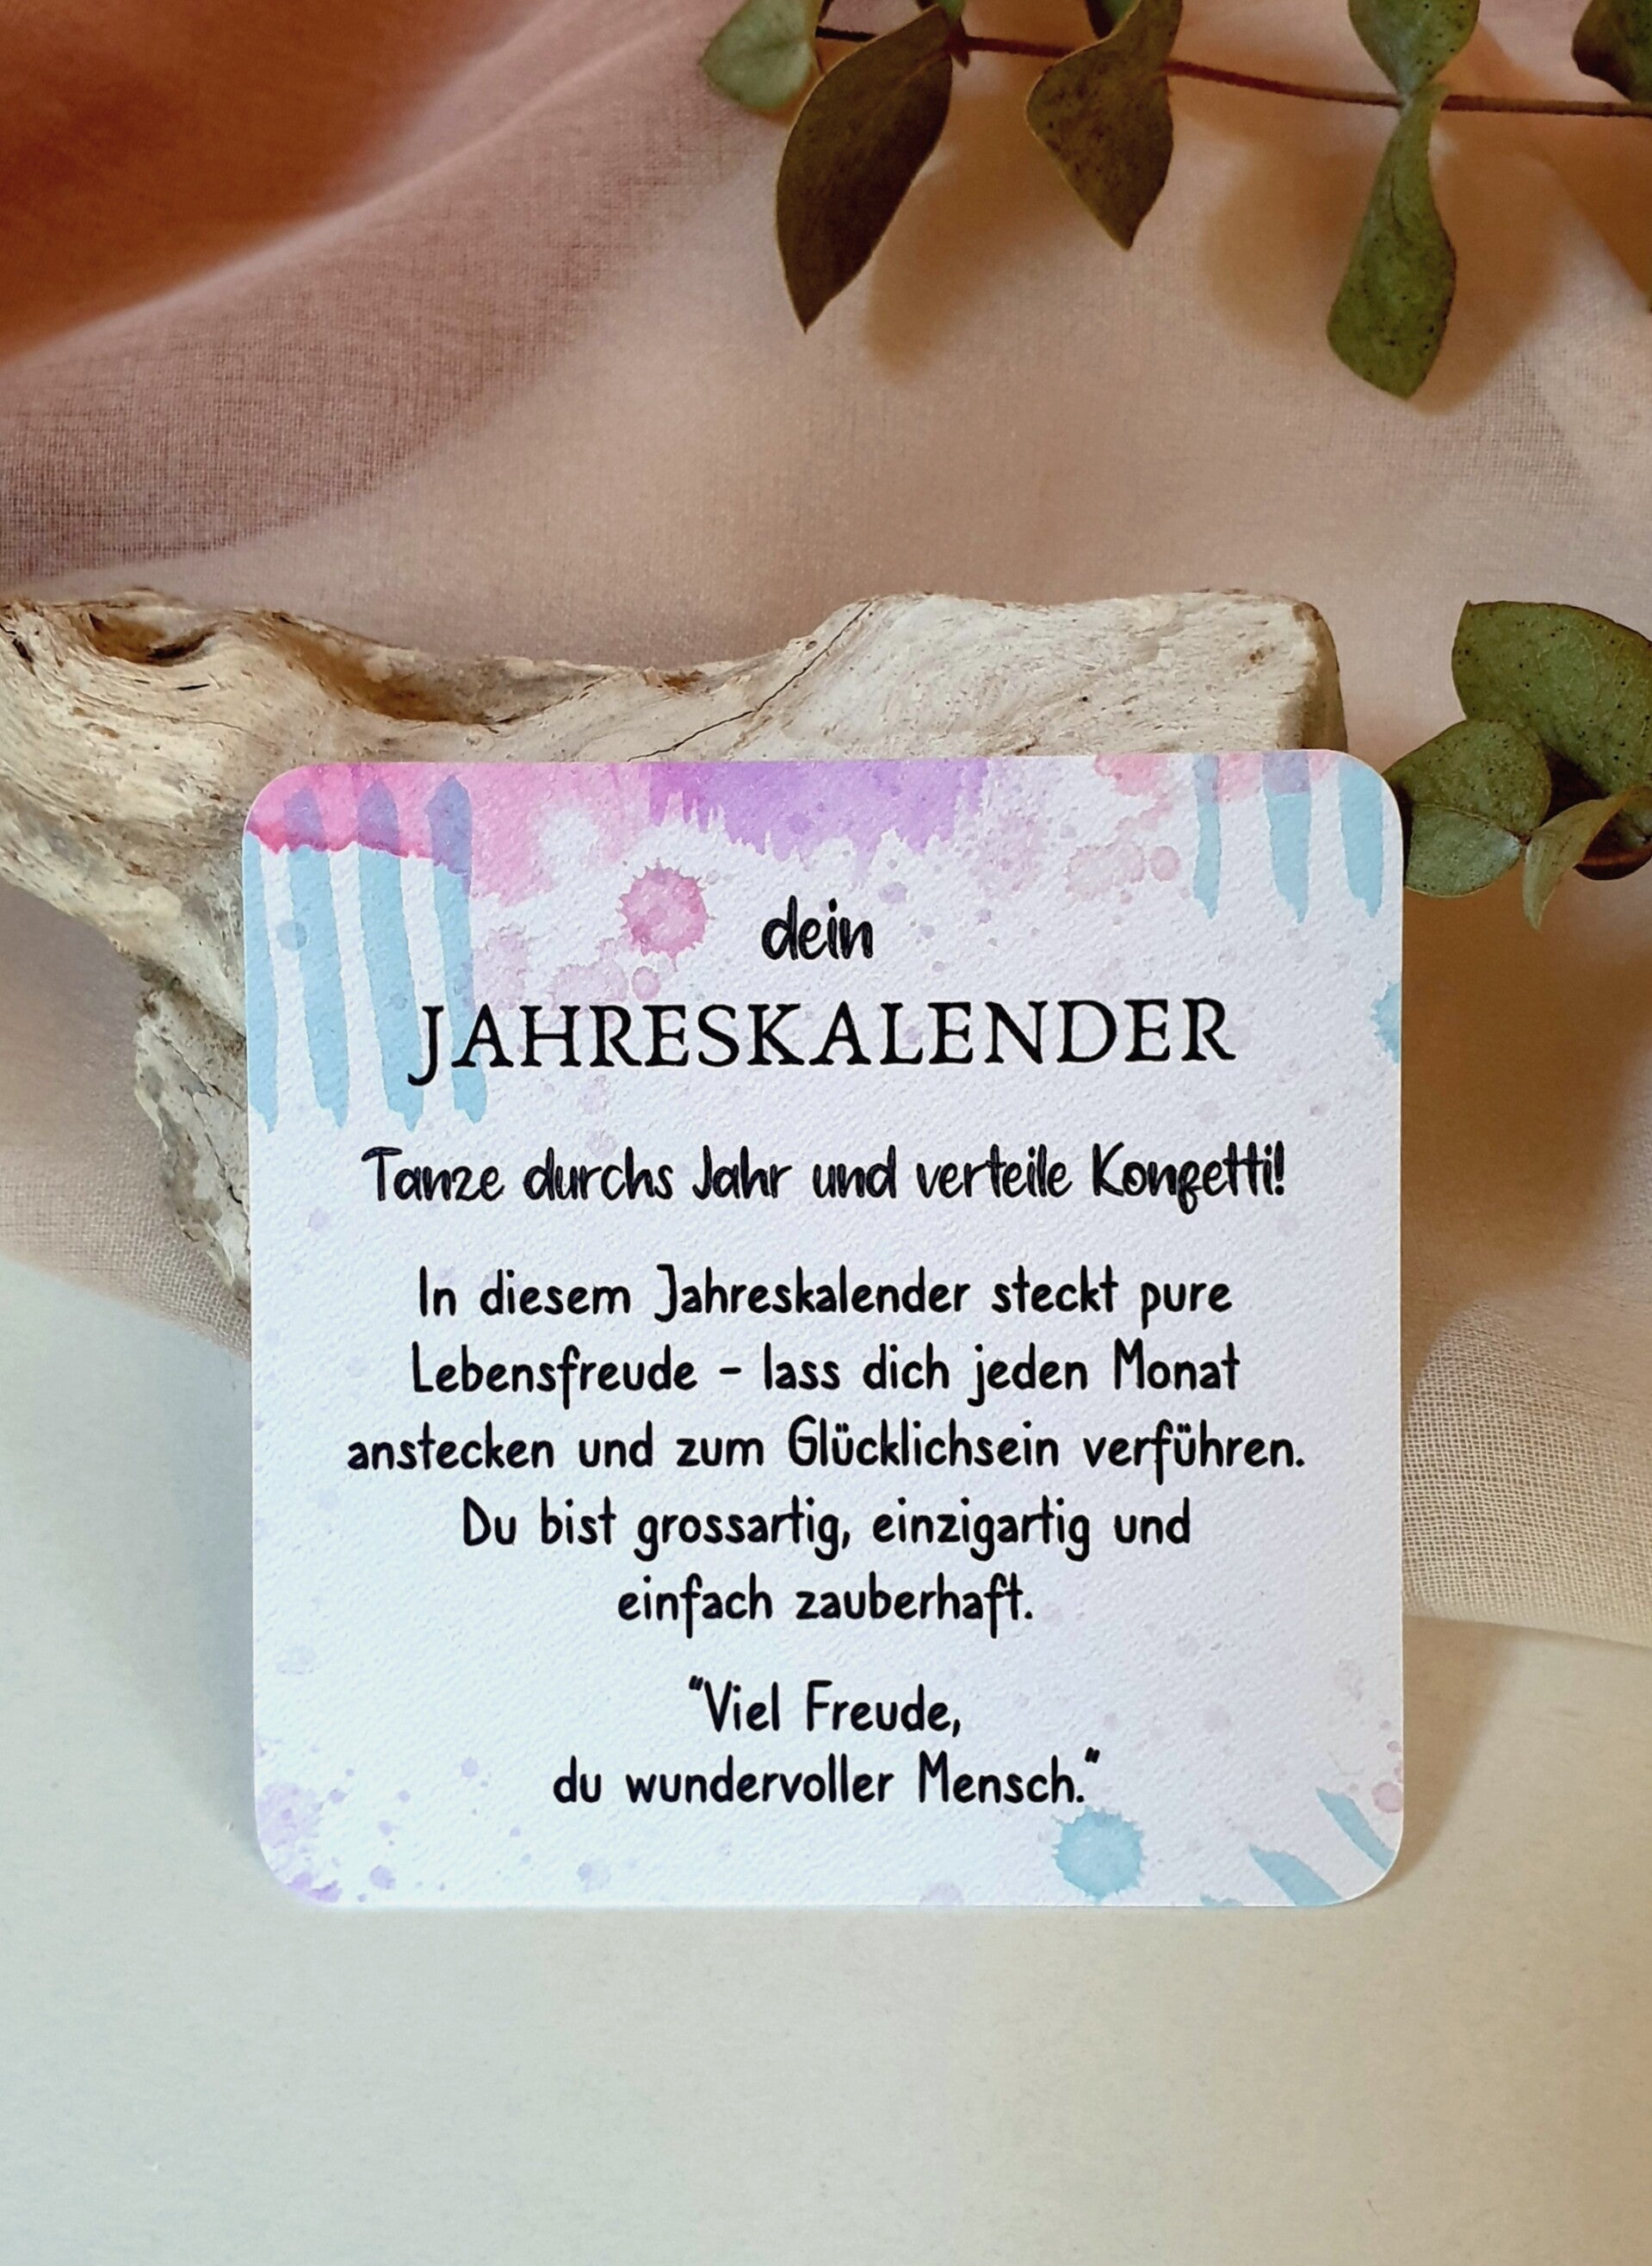 dein
JAHRESKALENDER
Tanze durchs Jahr und verteile Konfetti!
In diesem Jahreskalender steckt pure
Lebensfreude - lass dich jeden Monat
anstecken und zum Glücklichsein verführen.
Du bist grossartig, einzigartig und
einfach zauberhaft.
"Viel Freude,
du wundervoller Mensch."